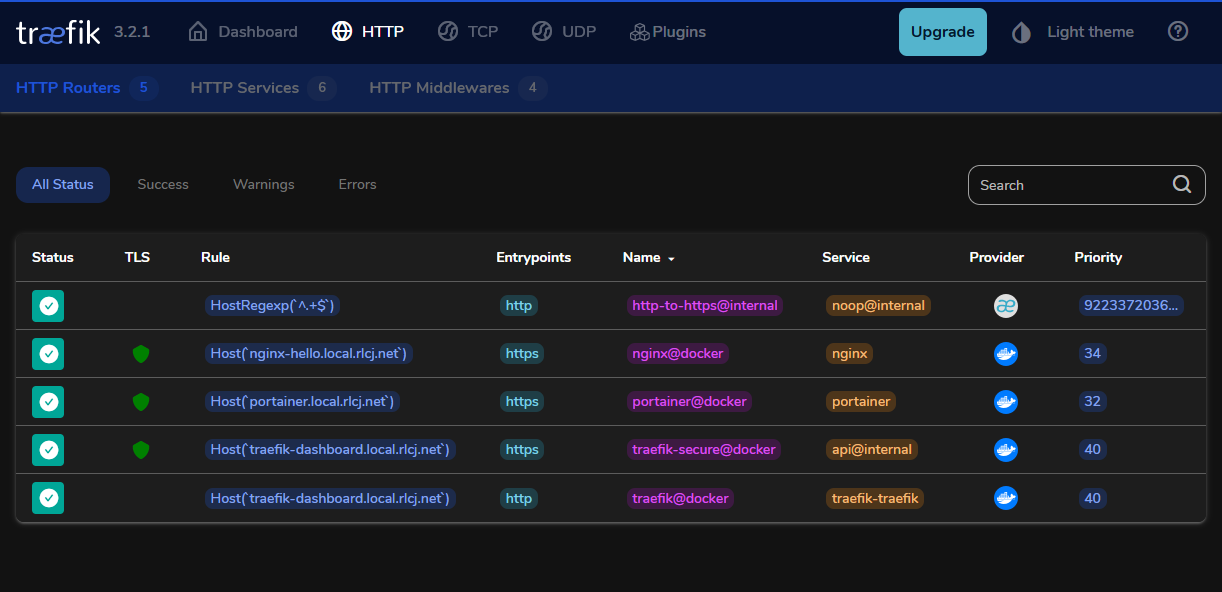 træfik 3.2.1 Dashboard HTTP TCP UDP Plugins Upgrade Light theme
HTTP Routers 5 HTTP Services 6 HTTP Middlewares 4
All Status Success Warnings Errors Search
Status TLS Rule Entrypoints Name Service Provider Priority
HostRegexp(`^.+$`) http http-to-https@internal noop@internal æ 9223372036...
Host(`nginx-hello.local.rlcj.net`) https nginx@docker nginx 34
Host(`portainer.local.rlcj.net`) https portainer@docker portainer 32
Host(`traefik-dashboard.local.rlcj.net`) https traefik-secure@docker api@internal 40
Host(`traefik-dashboard.local.rlcj.net`) http traefik@docker traefik-traefik 40